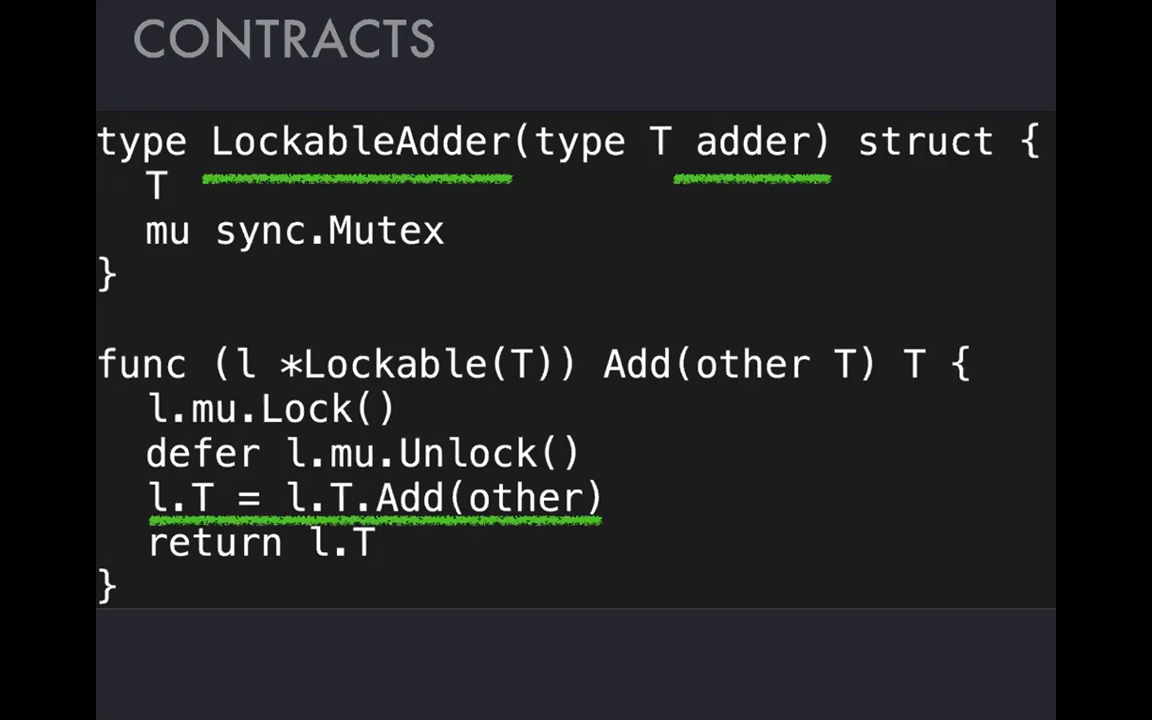 CONTRACTS
type LockableAdder(type T adder) struct {
T
mu sync.Mutex
}
func (l *Lockable(T)) Add(other T) T {
l.mu.Lock()
defer l.mu.Unlock()
l.T = l.T.Add(other)
return l.T
}